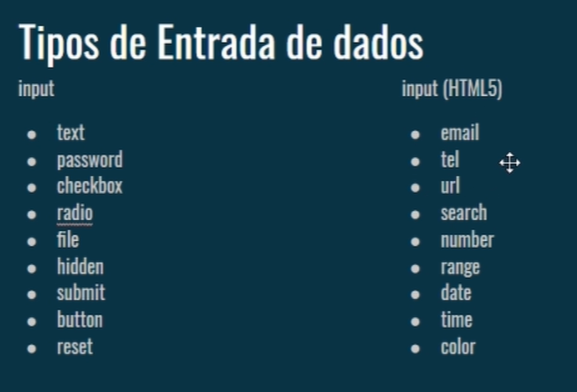 Tipos de Entrada de dados
input
text
password
checkbox
radio
file
hidden
submit
button
reset
input (HTML5)
email
tel
url
search
number
range
date
time
color